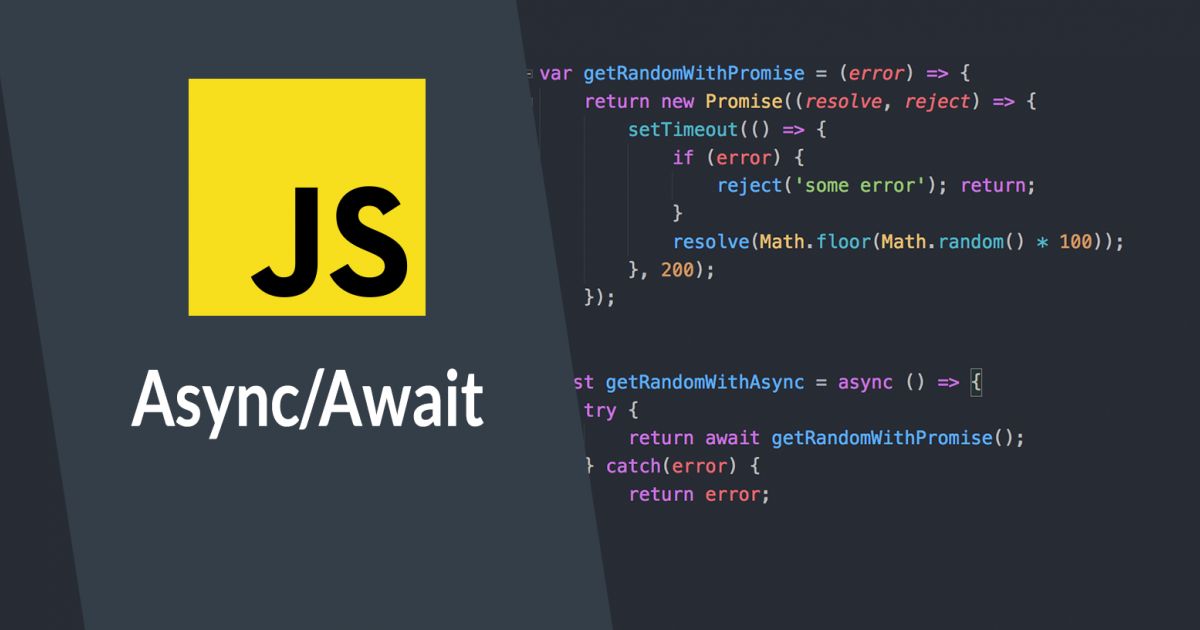 JS
Async/Await
var getRandomWithPromise = (error) => {
return new Promise((resolve, reject) => {
setTimeout(() => {
if (error) {
reject('some error'); return;
}
resolve(Math.floor(Math.random() * 100));
}, 200);
});
st getRandomWithAsync = async () => {
try {
return await getRandomWithPromise();
} catch(error) {
return error;